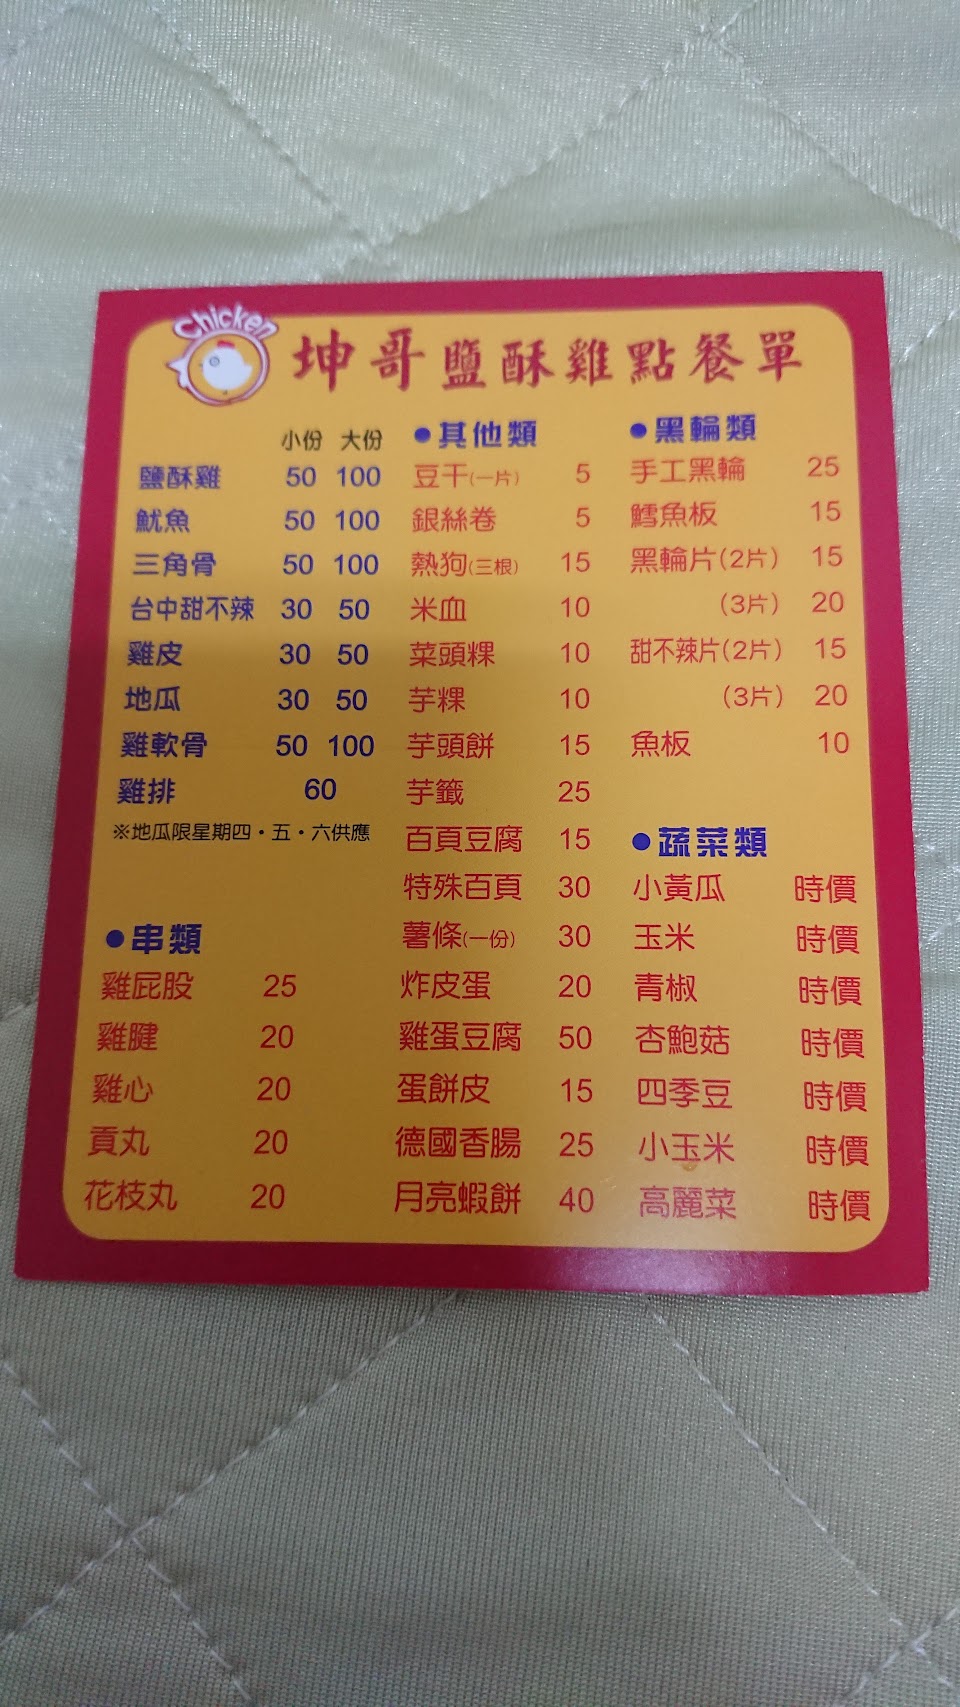 Chicken
坤哥鹽酥雞點餐單
小份 大份
鹽酥雞 50 100
魷魚 50 100
三角骨 50 100
台中甜不辣 30 50
雞皮 30 50
地瓜 30 50
雞軟骨 50 100
雞排 60
※地瓜限星期四・五・六供應
●串類
雞屁股 25
雞腱 20
雞心 20
貢丸 20
花枝丸 20
●其他類
豆干(一片) 5
銀絲卷 5
熱狗(三根) 15
米血 10
菜頭粿 10
芋粿 10
芋頭餅 15
芋籤 25
百頁豆腐 15
特殊百頁 30
薯條(一份) 30
炸皮蛋 20
雞蛋豆腐 50
蛋餅皮 15
德國香腸 25
月亮蝦餅 40
●黑輪類
手工黑輪 25
鱈魚板 15
黑輪片(2片) 15
(3片) 20
甜不辣片(2片) 15
(3片) 20
魚板 10
●蔬菜類
小黃瓜 時價
玉米 時價
青椒 時價
杏鮑菇 時價
四季豆 時價
小玉米 時價
高麗菜 時價